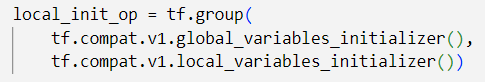 local_init_op = tf.group(
    tf.compat.v1.global_variables_initializer(),
    tf.compat.v1.local_variables_initializer())